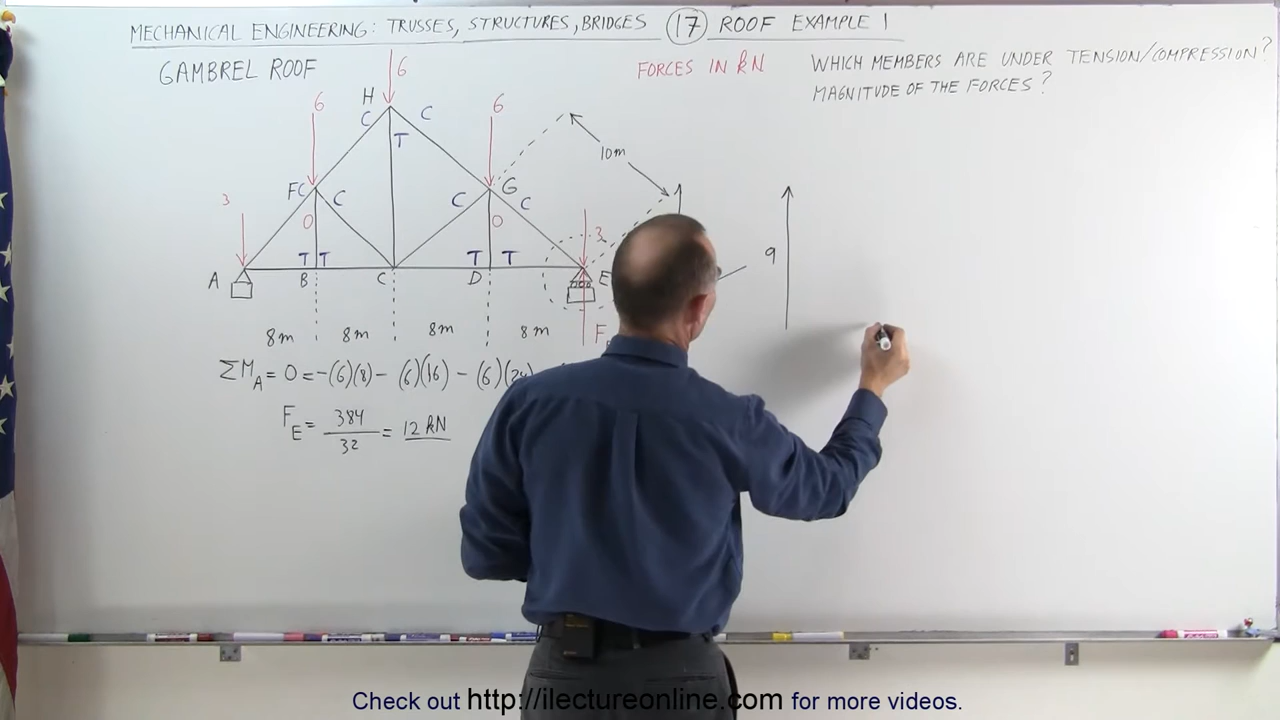 MECHANICAL ENGINEERING: TRUSSES, STRUCTURES, BRIDGES 17 ROOF EXAMPLE 1
GAMBREL ROOF
FORCES IN kN
WHICH MEMBERS ARE UNDER TENSION/COMPRESSION?
MAGNITUDE OF THE FORCES?
6
H
C C
6 6
T
10m
F C C C G C
3
0 0
3
9
T T T T
A B C D E
8m 8m 8m 8m
F
ΣM_A = 0 = -(6)(8) - (6)(16) - (6)(24)
F_E = 384/32 = 12 kN
Check out http://ilectureonline.com for more videos.